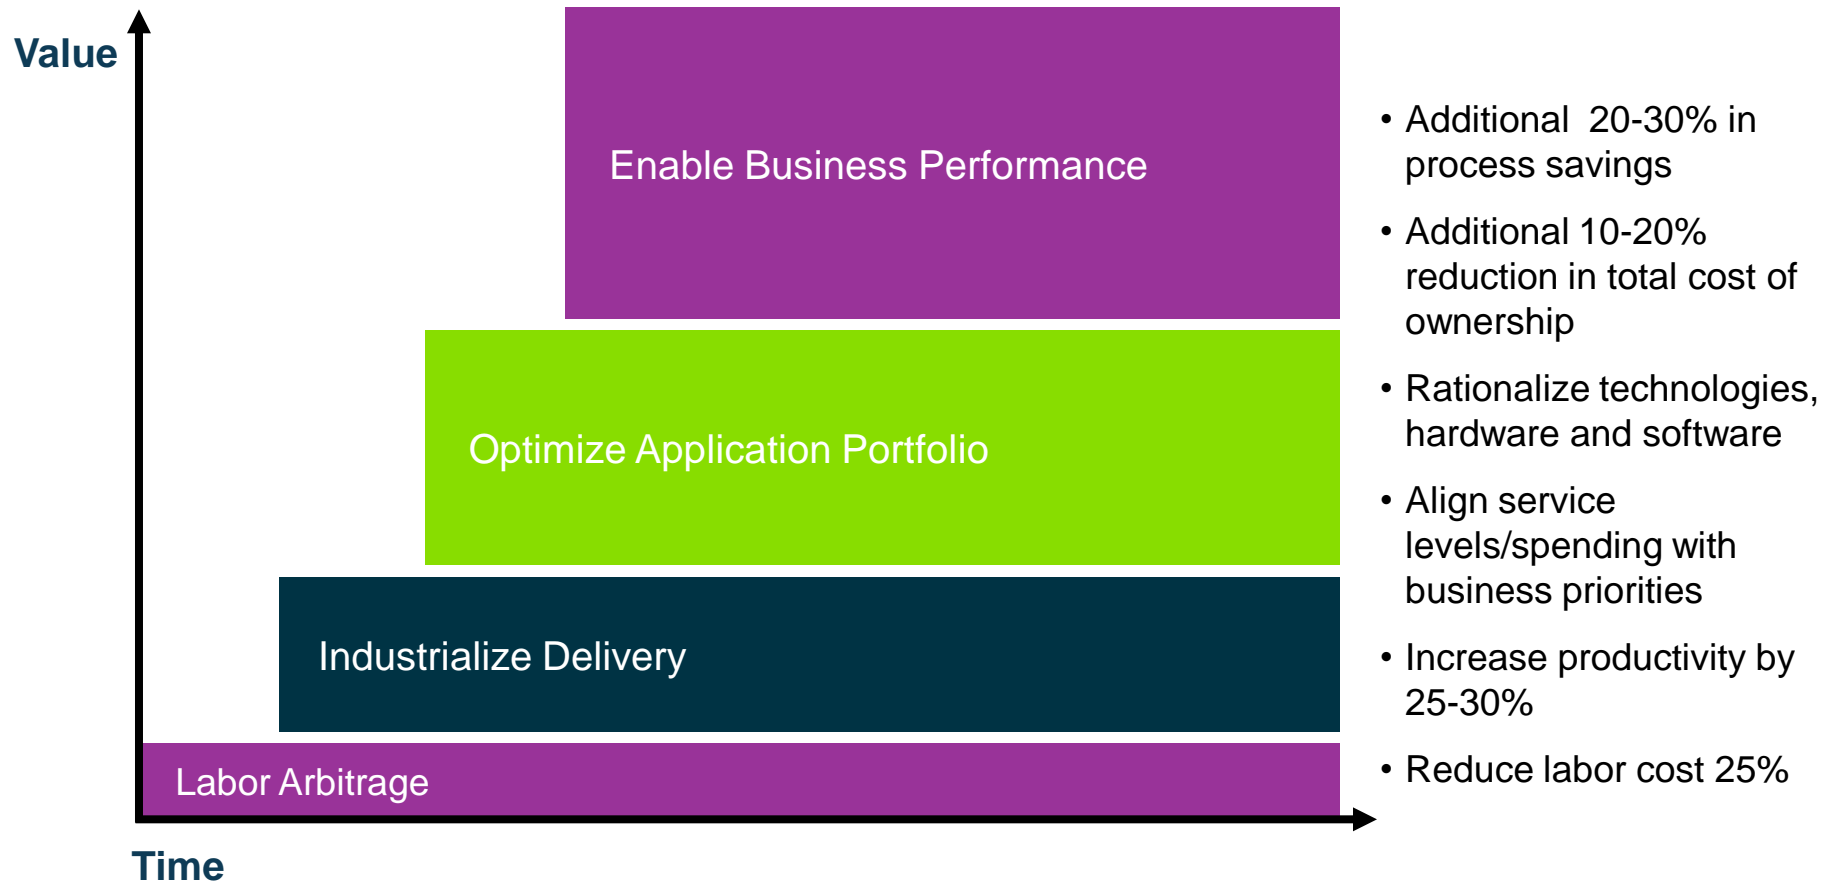 Value
Enable Business Performance
Optimize Application Portfolio
Industrialize Delivery
Labor Arbitrage
Time
• Additional  20-30% in
process savings
• Additional 10-20%
reduction in total cost of
ownership
• Rationalize technologies,
hardware and software
• Align service
levels/spending with
business priorities
• Increase productivity by
25-30%
• Reduce labor cost 25%